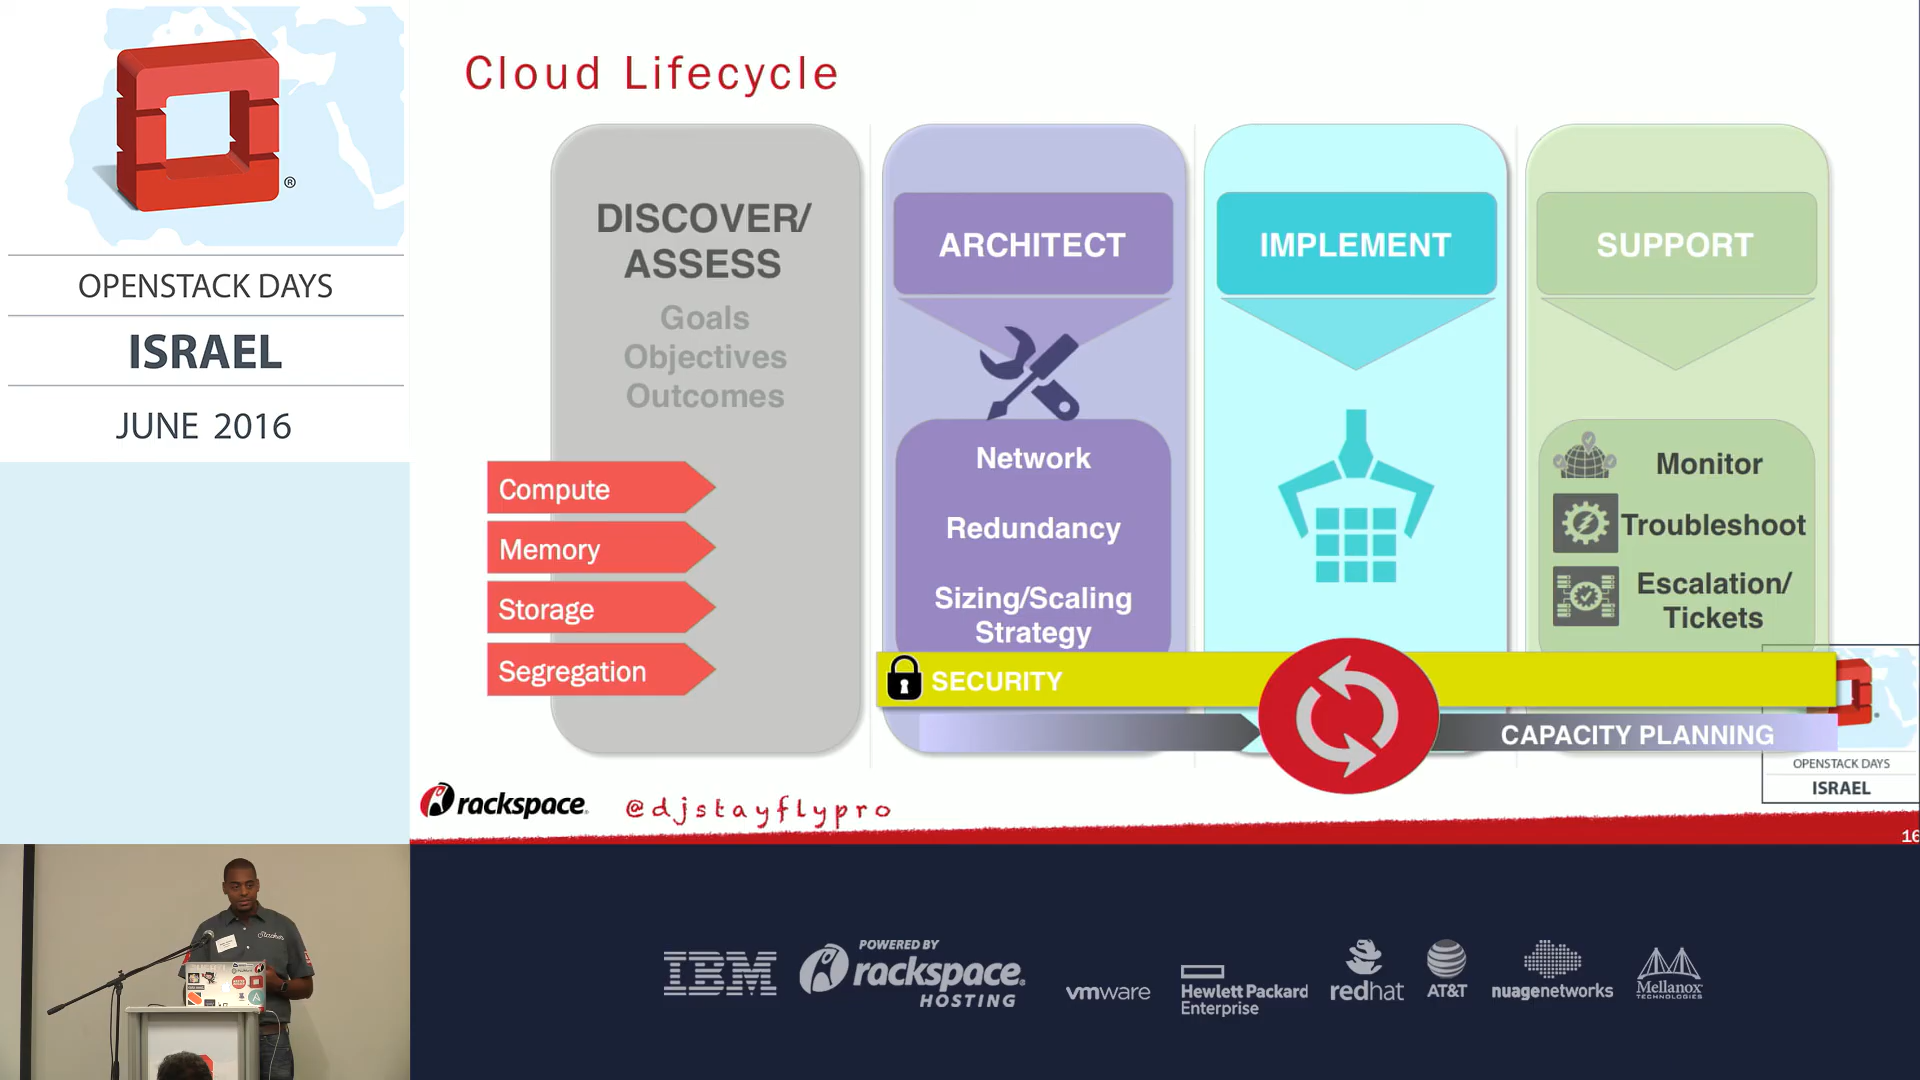 ®
OPENSTACK DAYS
ISRAEL
JUNE 2016
Cloud Lifecycle
DISCOVER/
ASSESS
Goals
Objectives
Outcomes
Compute
Memory
Storage
Segregation
ARCHITECT
Network
Redundancy
Sizing/Scaling
Strategy
IMPLEMENT
SUPPORT
Monitor
Troubleshoot
Escalation/
Tickets
SECURITY
CAPACITY PLANNING
OPENSTACK DAYS
ISRAEL
rackspace
@djstayflypro
16
Stacker
IBM
POWERED BY
rackspace
HOSTING
vmware
Hewlett Packard
Enterprise
redhat
AT&T
nuagenetworks
Mellanox
TECHNOLOGIES